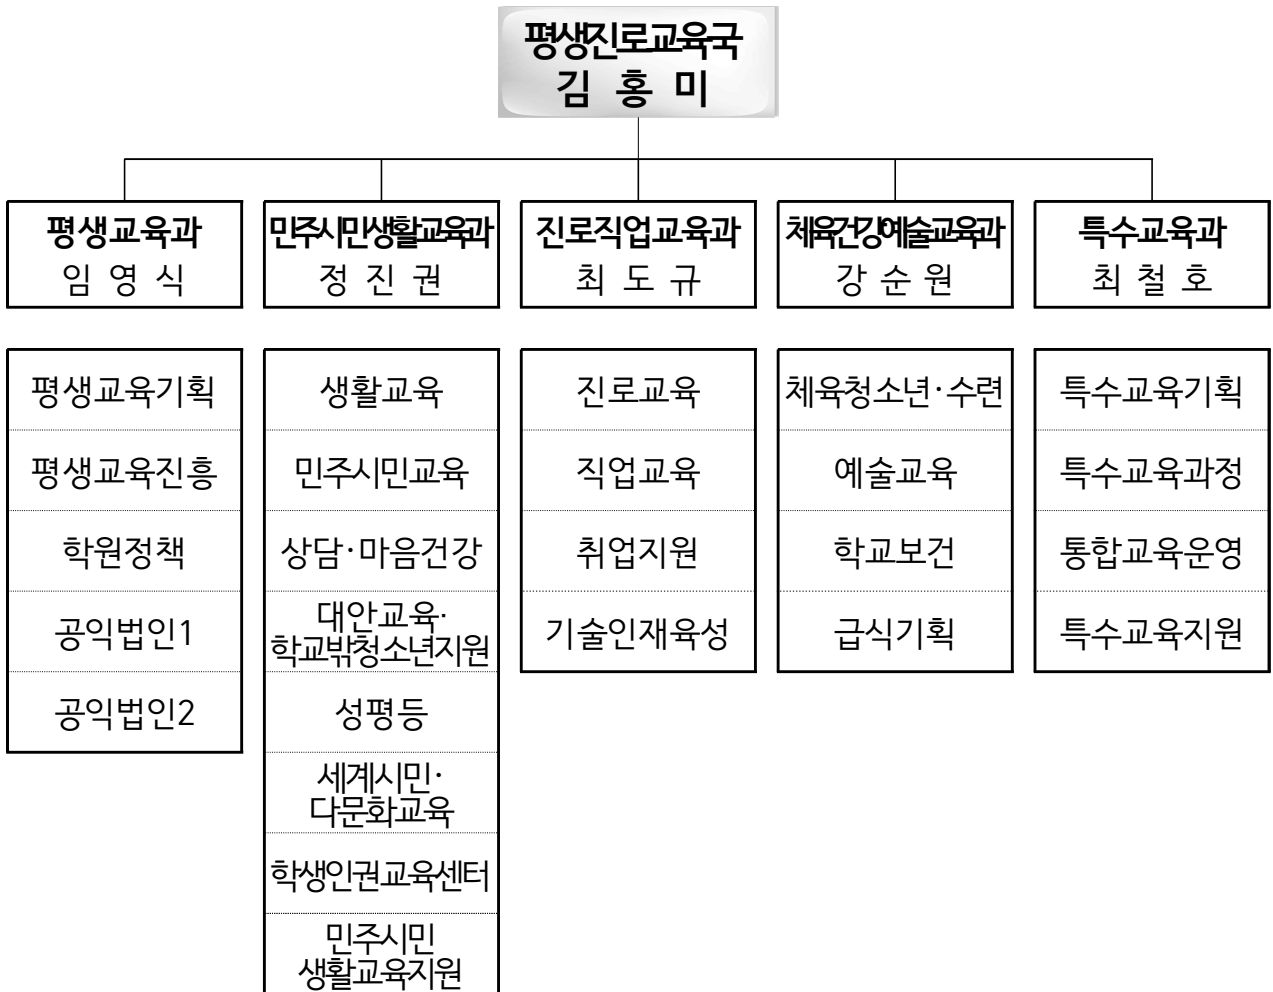 평생진로교육국
김 홍 미
평생교육과
임 영 식
민주시민생활교육과
정 진 권
진로직업교육과
최 도 규
체육건강예술교육과
강 순 원
특수교육과
최 철 호
평생교육기획
평생교육진흥
학원정책
공익법인1
공익법인2
생활교육
민주시민교육
상담·마음건강
대안교육·
학교밖청소년지원
성평등
세계시민·
다문화교육
학생인권교육센터
민주시민
생활교육지원
진로교육
직업교육
취업지원
기술인재육성
체육청소년·수련
예술교육
학교보건
급식기획
특수교육기획
특수교육과정
통합교육운영
특수교육지원